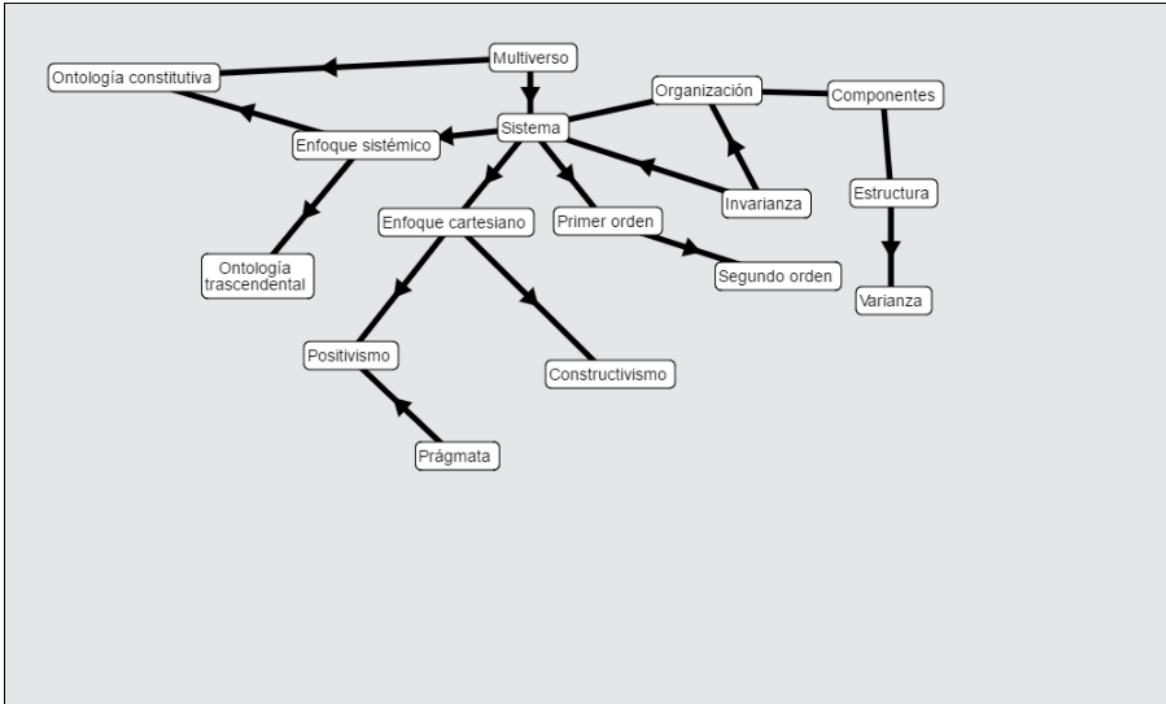 Multiverso
Ontología constitutiva
Organización
Componentes
Sistema
Enfoque sistémico
Estructura
Invarianza
Enfoque cartesiano
Primer orden
Ontología
trascendental
Segundo orden
Varianza
Positivismo
Constructivismo
Prágmata